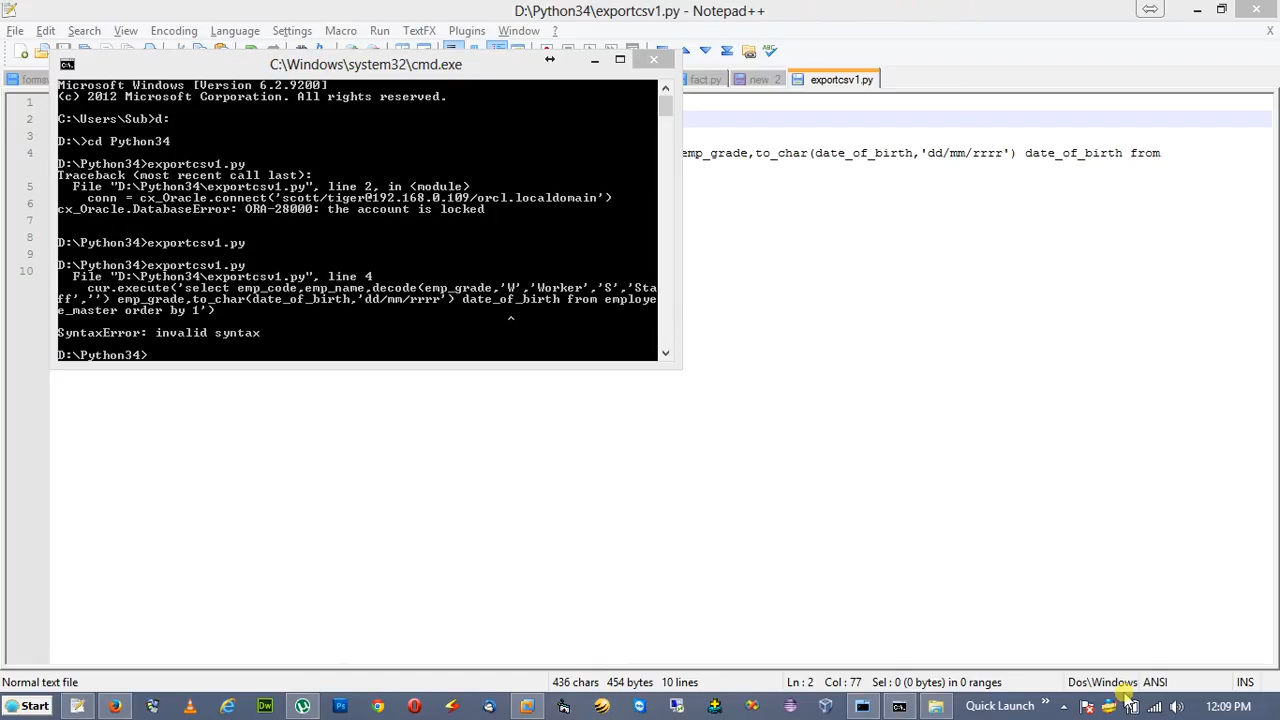 D:\Python34\exportcsv1.py - Notepad++
File Edit Search View Encoding Language Settings Macro Run TextFX Plugins Window ?
X
C:\Windows\system32\cmd.exe
fact.py new 2 exportcsv1.py
Microsoft Windows [Version 6.2.9200]
(c) 2012 Microsoft Corporation. All rights reserved.
C:\Users\Sub>d:
D:\>cd Python34
D:\Python34>exportcsv1.py
Traceback (most recent call last):
File "D:\Python34\exportcsv1.py", line 2, in <module>
conn = cx_Oracle.connect('scott/tiger@192.168.0.109/orcl.localdomain')
cx_Oracle.DatabaseError: ORA-28000: the account is locked
D:\Python34>exportcsv1.py
D:\Python34>exportcsv1.py
File "D:\Python34\exportcsv1.py", line 4
cur.execute('select emp_code,emp_name,decode(emp_grade,'W','Worker','S','Sta
ff','') emp_grade,to_char(date_of_birth,'dd/mm/rrrr') date_of_birth from employe
e_master order by 1')
^
SyntaxError: invalid syntax
D:\Python34>
1
2
3
4
emp_grade,to_char(date_of_birth,'dd/mm/rrrr') date_of_birth from
5
6
7
8
9
10
Normal text file 436 chars 454 bytes 10 lines Ln : 2 Col : 77 Sel : 0 (0 bytes) in 0 ranges Dos\Windows ANSI INS
Start Quick Launch » 12:09 PM